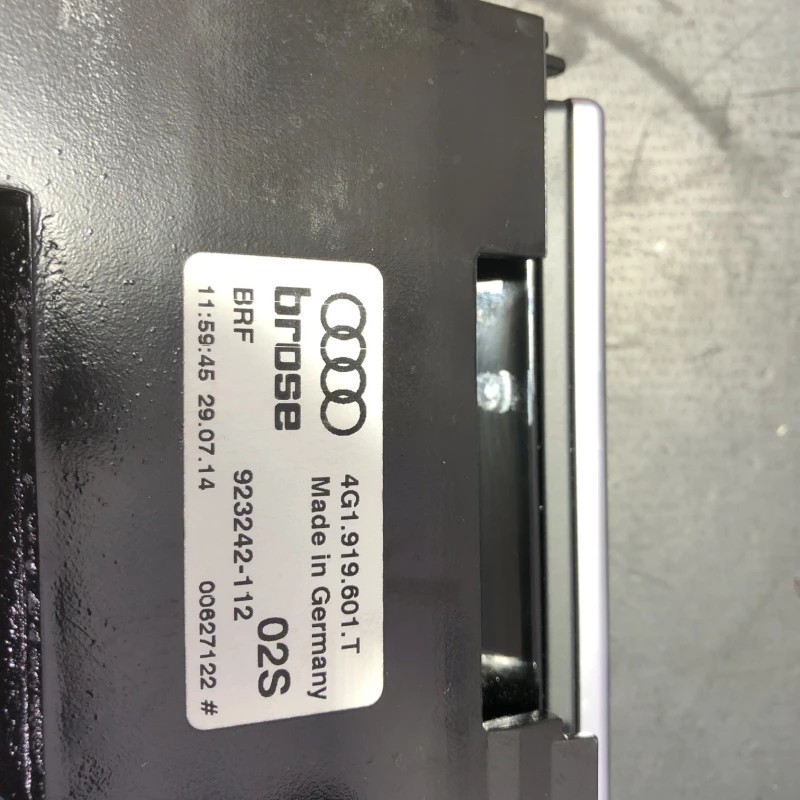 4G1.919.601.T
Made in Germany
brose
02S
BRF 923242-112
11:59:45 29.07.14 00827122 #